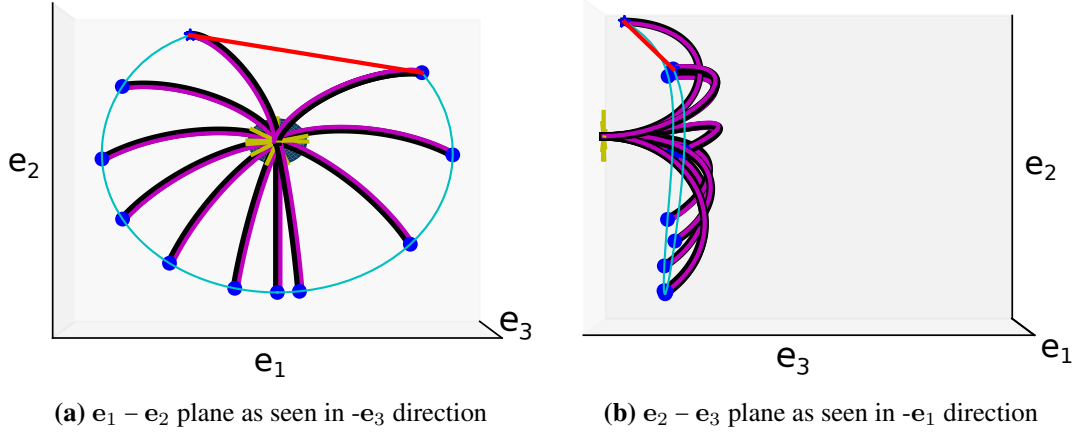 e₂
e₃
e₁
e₂
e₃
e₁
(a) e₁ – e₂ plane as seen in -e₃ direction
(b) e₂ – e₃ plane as seen in -e₁ direction